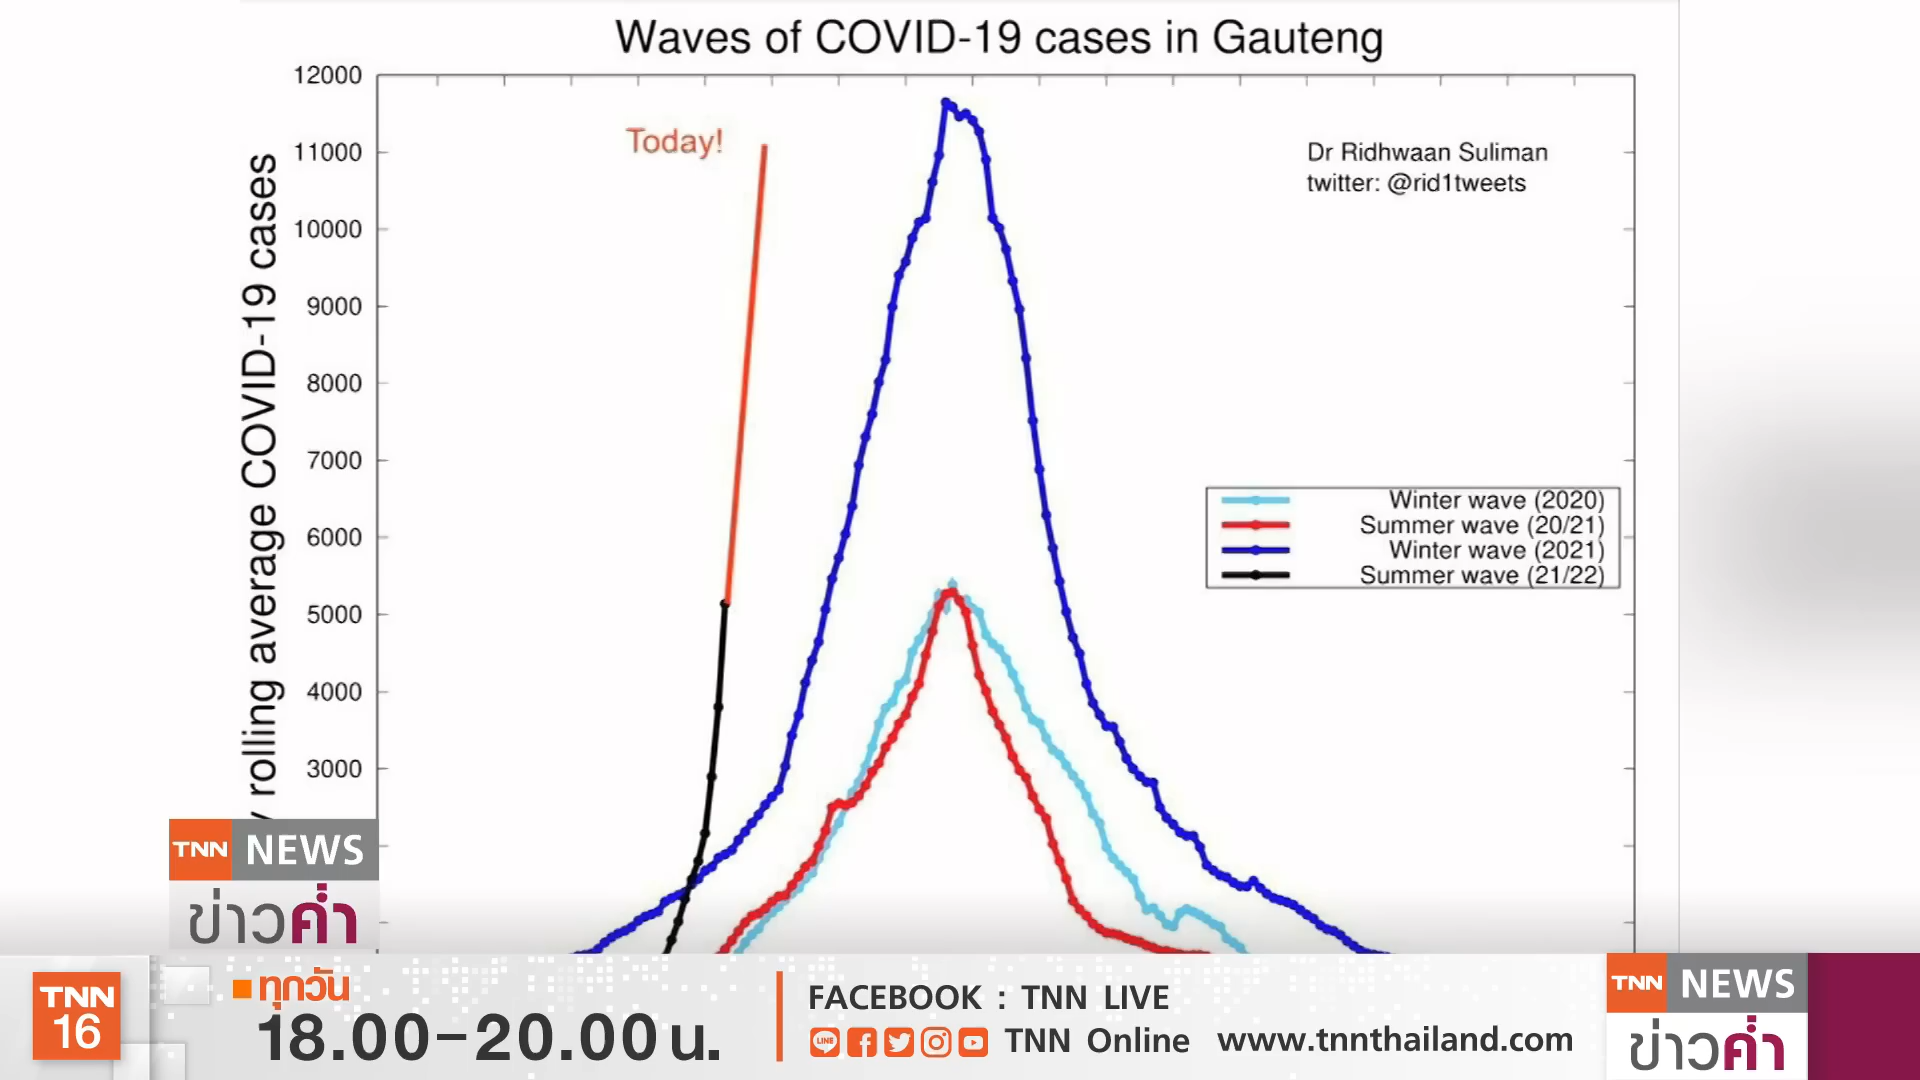 Waves of COVID-19 cases in Gauteng
12000
11000
10000
9000
8000
7000
6000
5000
4000
3000
rolling average COVID-19 cases
Today!
Dr Ridhwaan Suliman
twitter: @rid1tweets
Winter wave (2020)
Summer wave (20/21)
Winter wave (2021)
Summer wave (21/22)
TNN NEWS
ข่าวค่ำ
TNN
16
ทุกวัน
18.00-20.00 น.
FACEBOOK : TNN LIVE
LINE TNN Online www.tnnthailand.com
TNN NEWS
ข่าวค่ำ